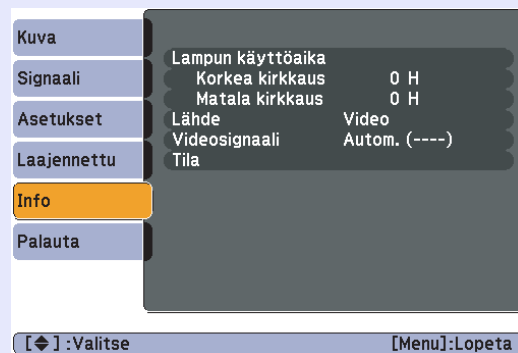 Kuva
Signaali
Asetukset
Laajennettu
Info
Palauta
Lampun käyttöaika
Korkea kirkkaus 0 H
Matala kirkkaus 0 H
Lähde Video
Videosignaali Autom. (----)
Tila
[◆] :Valitse [Menu]:Lopeta